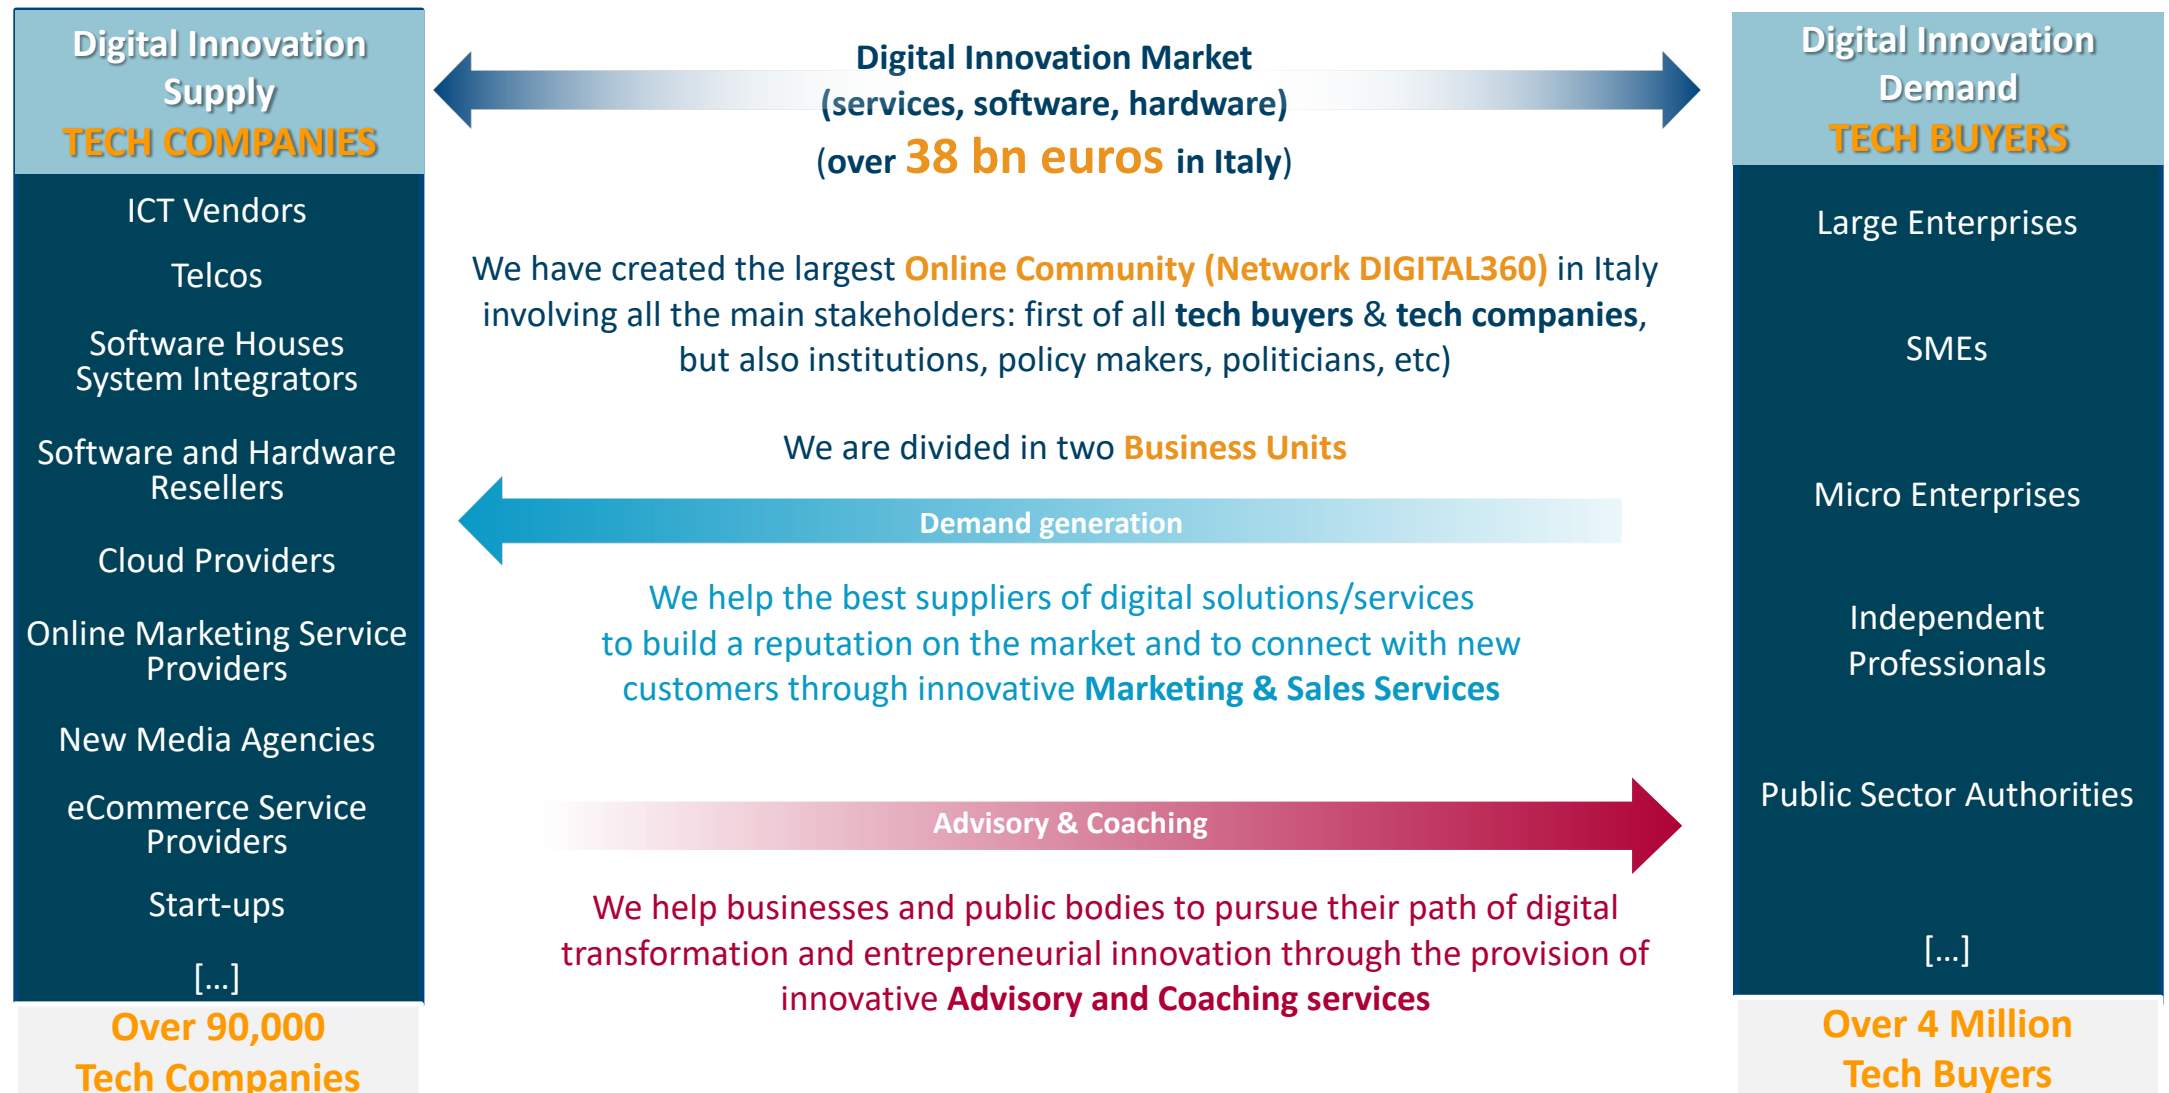 Digital Innovation
Supply
TECH COMPANIES
ICT Vendors
Telcos
Software Houses
System Integrators
Software and Hardware
Resellers
Cloud Providers
Online Marketing Service
Providers
New Media Agencies
eCommerce Service
Providers
Start-ups
[...]
Over 90,000
Tech Companies
Digital Innovation Market
(services, software, hardware)
(over 38 bn euros in Italy)
We have created the largest Online Community (Network DIGITAL360) in Italy
involving all the main stakeholders: first of all tech buyers & tech companies,
but also institutions, policy makers, politicians, etc)
We are divided in two Business Units
Demand generation
We help the best suppliers of digital solutions/services
to build a reputation on the market and to connect with new
customers through innovative Marketing & Sales Services
Advisory & Coaching
We help businesses and public bodies to pursue their path of digital
transformation and entrepreneurial innovation through the provision of
innovative Advisory and Coaching services
Digital Innovation
Demand
TECH BUYERS
Large Enterprises
SMEs
Micro Enterprises
Independent
Professionals
Public Sector Authorities
[...]
Over 4 Million
Tech Buyers